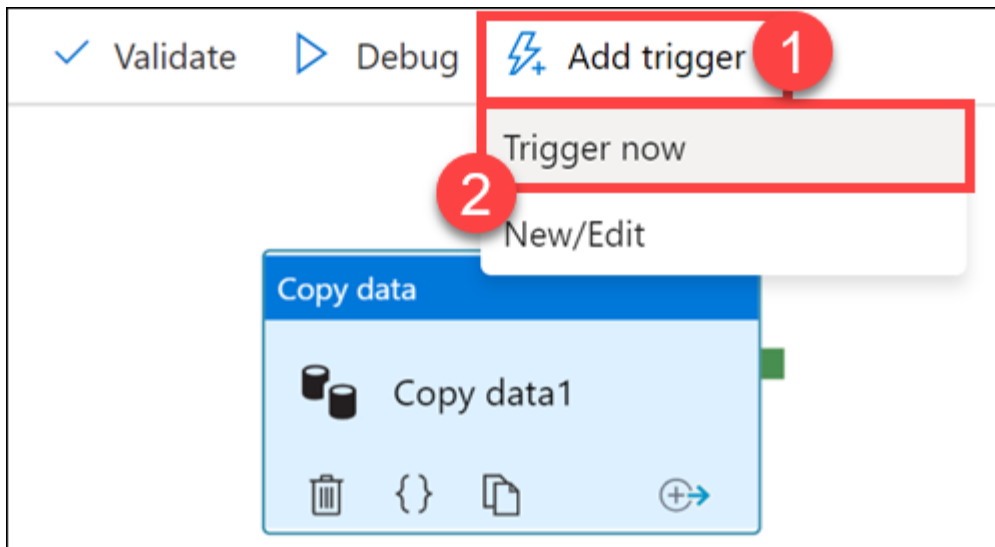 Validate Debug Add trigger 1
Trigger now
2
New/Edit
Copy data
Copy data1
{}